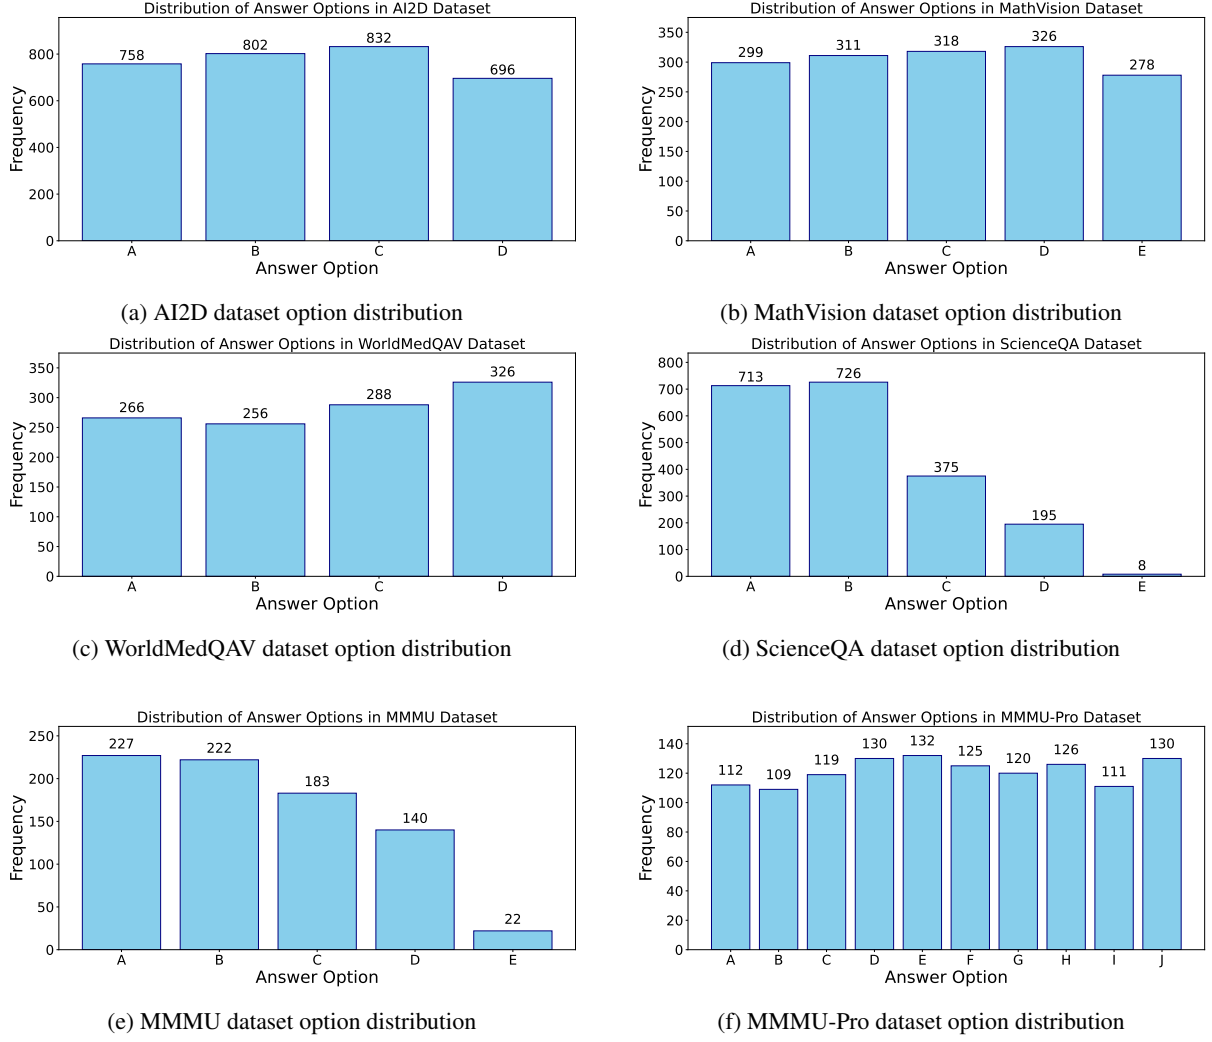 Distribution of Answer Options in AI2D Dataset
Frequency
800
600
400
200
0
758
802
832
696
A B C D
Answer Option
(a) AI2D dataset option distribution
Distribution of Answer Options in MathVision Dataset
Frequency
350
300
250
200
150
100
50
0
299
311
318
326
278
A B C D E
Answer Option
(b) MathVision dataset option distribution
Distribution of Answer Options in WorldMedQAV Dataset
Frequency
350
300
250
200
150
100
50
0
266
256
288
326
A B C D
Answer Option
(c) WorldMedQAV dataset option distribution
Distribution of Answer Options in ScienceQA Dataset
Frequency
800
700
600
500
400
300
200
100
0
713
726
375
195
8
A B C D E
Answer Option
(d) ScienceQA dataset option distribution
Distribution of Answer Options in MMMU Dataset
Frequency
250
200
150
100
50
0
227
222
183
140
22
A B C D E
Answer Option
(e) MMMU dataset option distribution
Distribution of Answer Options in MMMU-Pro Dataset
Frequency
140
120
100
80
60
40
20
0
112
109
119
130
132
125
120
126
111
130
A B C D E F G H I J
Answer Option
(f) MMMU-Pro dataset option distribution